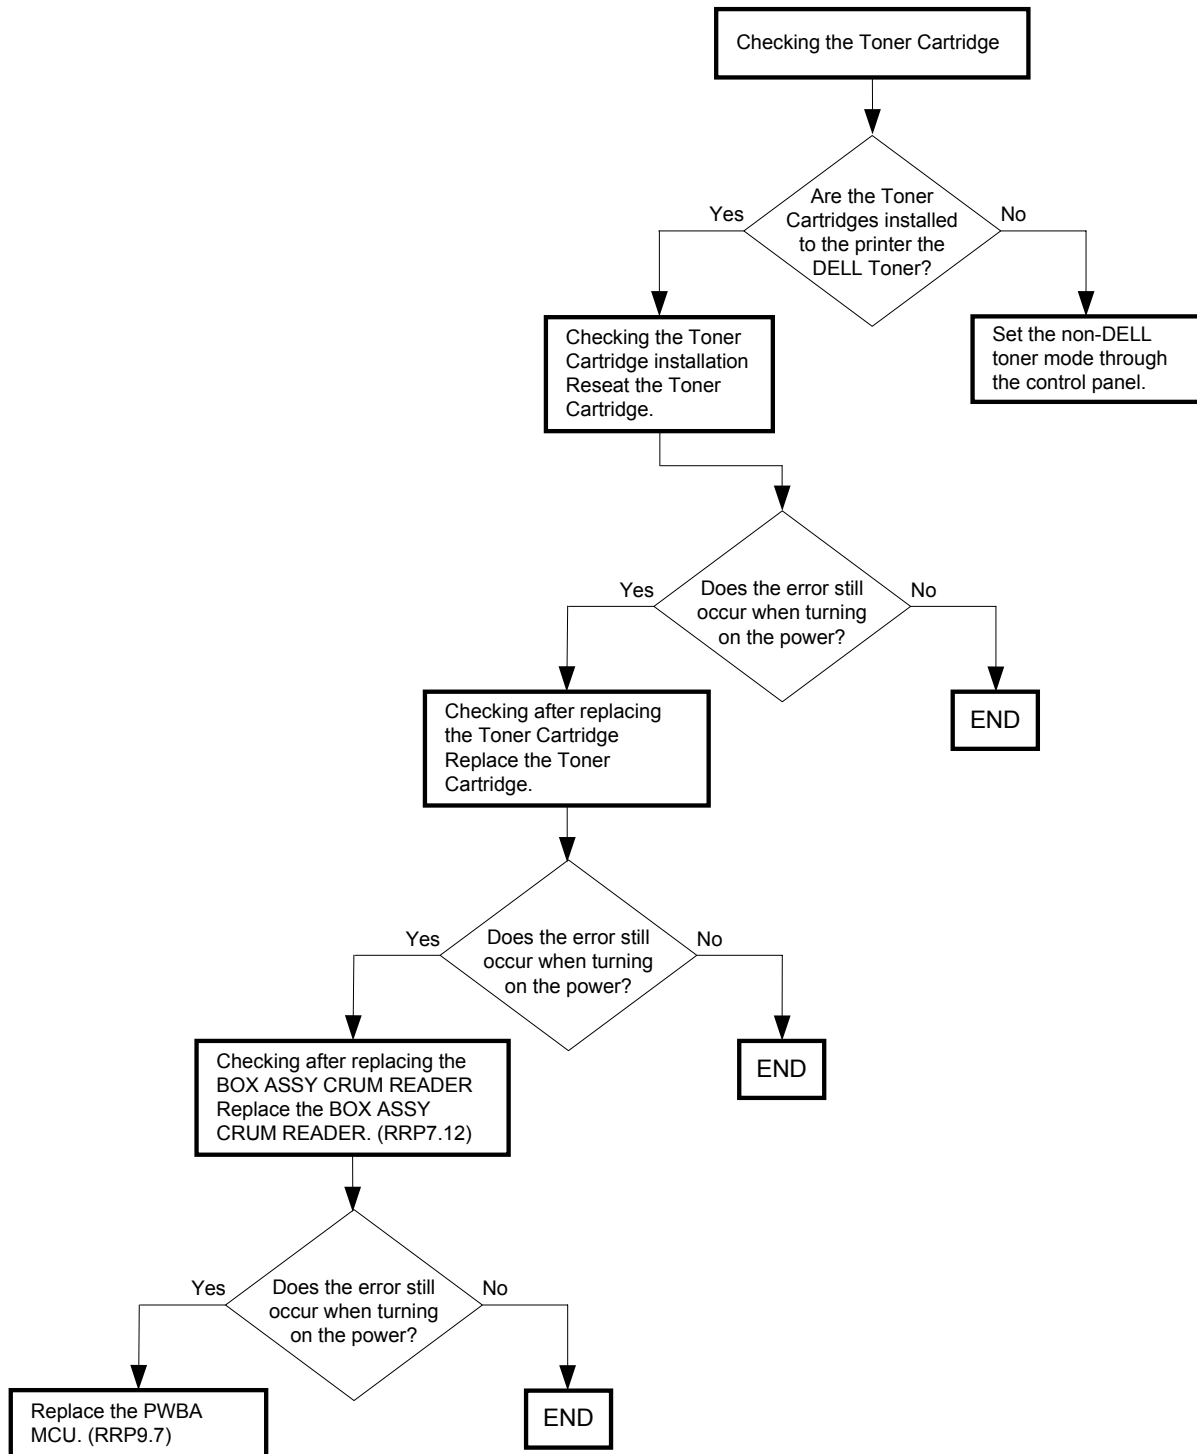 Checking the Toner Cartridge
Are the Toner
Cartridges installed
to the printer the
DELL Toner?
Yes
No
Checking the Toner
Cartridge installation
Reseat the Toner
Cartridge.
Set the non-DELL
toner mode through
the control panel.
Does the error still
occur when turning
on the power?
Yes
No
Checking after replacing
the Toner Cartridge
Replace the Toner
Cartridge.
END
Does the error still
occur when turning
on the power?
Yes
No
Checking after replacing the
BOX ASSY CRUM READER
Replace the BOX ASSY
CRUM READER. (RRP7.12)
END
Does the error still
occur when turning
on the power?
Yes
No
Replace the PWBA
MCU. (RRP9.7)
END